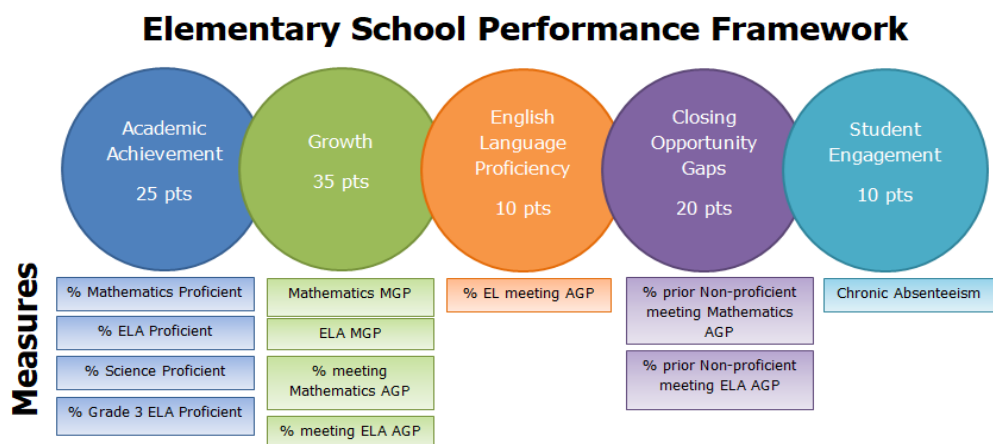 Elementary School Performance Framework
Academic
Achievement
25 pts
Growth
35 pts
English
Language
Proficiency
10 pts
Closing
Opportunity
Gaps
20 pts
Student
Engagement
10 pts
Measures
% Mathematics Proficient
% ELA Proficient
% Science Proficient
% Grade 3 ELA Proficient
Mathematics MGP
ELA MGP
% meeting
Mathematics AGP
% meeting ELA AGP
% EL meeting AGP
% prior Non-proficient
meeting Mathematics
AGP
% prior Non-proficient
meeting ELA AGP
Chronic Absenteeism